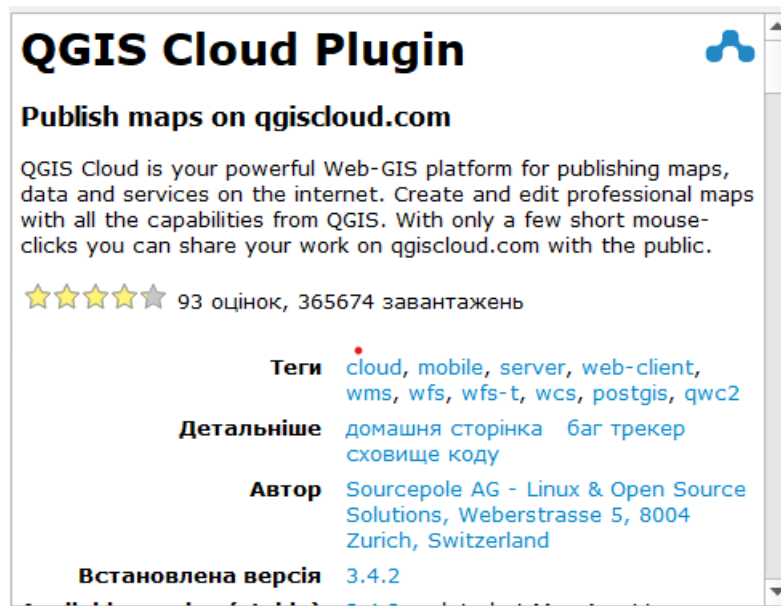 QGIS Cloud Plugin
Publish maps on qgiscloud.com
QGIS Cloud is your powerful Web-GIS platform for publishing maps,
data and services on the internet. Create and edit professional maps
with all the capabilities from QGIS. With only a few short mouse-
clicks you can share your work on qgiscloud.com with the public.
93 оцінок, 365674 завантажень
Теги cloud, mobile, server, web-client,
wms, wfs, wfs-t, wcs, postgis, qwc2
Детальніше домашня сторінка баг трекер
сховище коду
Автор Sourcepole AG - Linux & Open Source
Solutions, Weberstrasse 5, 8004
Zurich, Switzerland
Встановлена версія 3.4.2